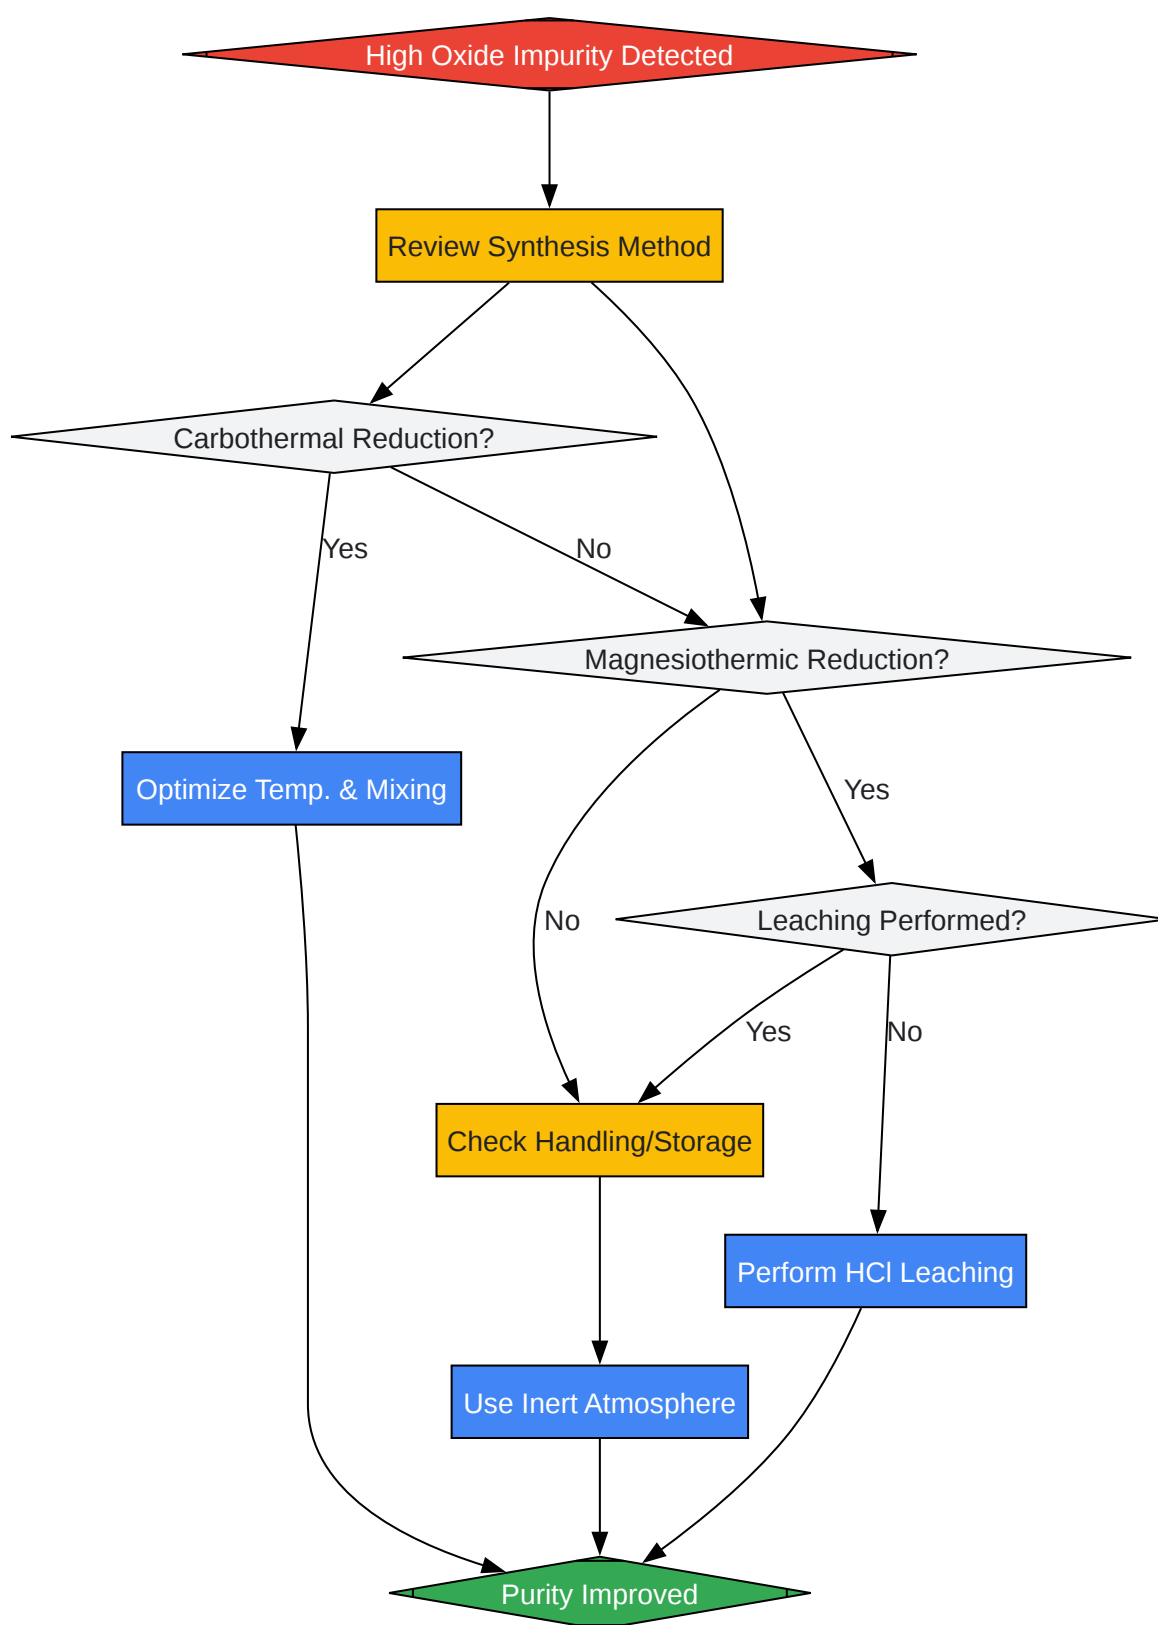 High Oxide Impurity Detected
Review Synthesis Method
Carbothermal Reduction?
Yes
No
Magnesiothermic Reduction?
Optimize Temp. & Mixing
Yes
No
Leaching Performed?
Yes
No
Check Handling/Storage
Perform HCl Leaching
Use Inert Atmosphere
Purity Improved